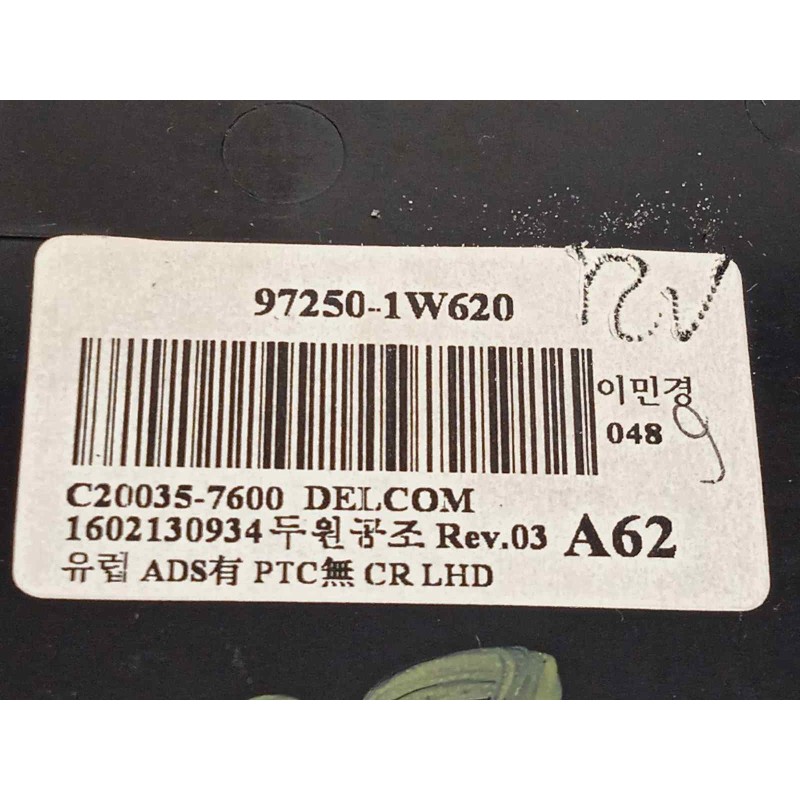 97250-1W620
이민경
048
C20035-7600 DELCOM
1602130934 두원공조 Rev.03 A62
유럽 ADS有 PTC無 CR LHD